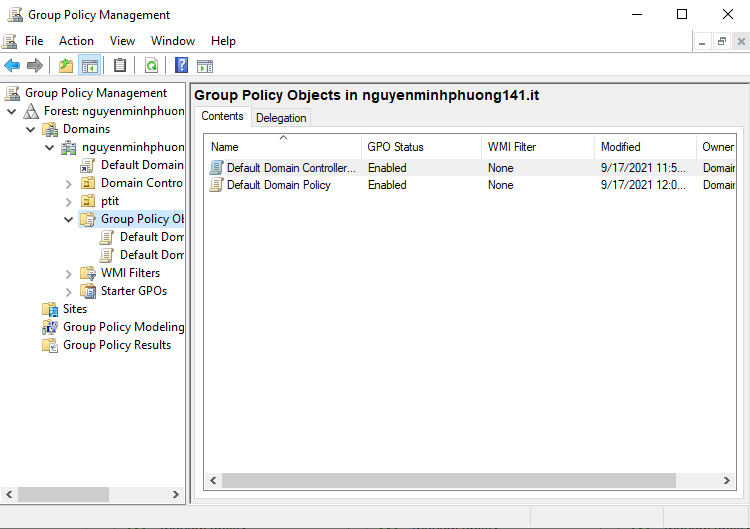 Group Policy Management
File Action View Window Help
Group Policy Management
Forest: nguyenminhphuon
Domains
nguyenminhphuon
Default Domain
Domain Contro
ptit
Group Policy Ob
Default Dom
Default Dom
WMI Filters
Starter GPOs
Sites
Group Policy Modeling
Group Policy Results
Group Policy Objects in nguyenminhphuong141.it
Contents Delegation
Name GPO Status WMI Filter Modified Owner
Default Domain Controller... Enabled None 9/17/2021 11:5... Domain
Default Domain Policy Enabled None 9/17/2021 12:0... Domain